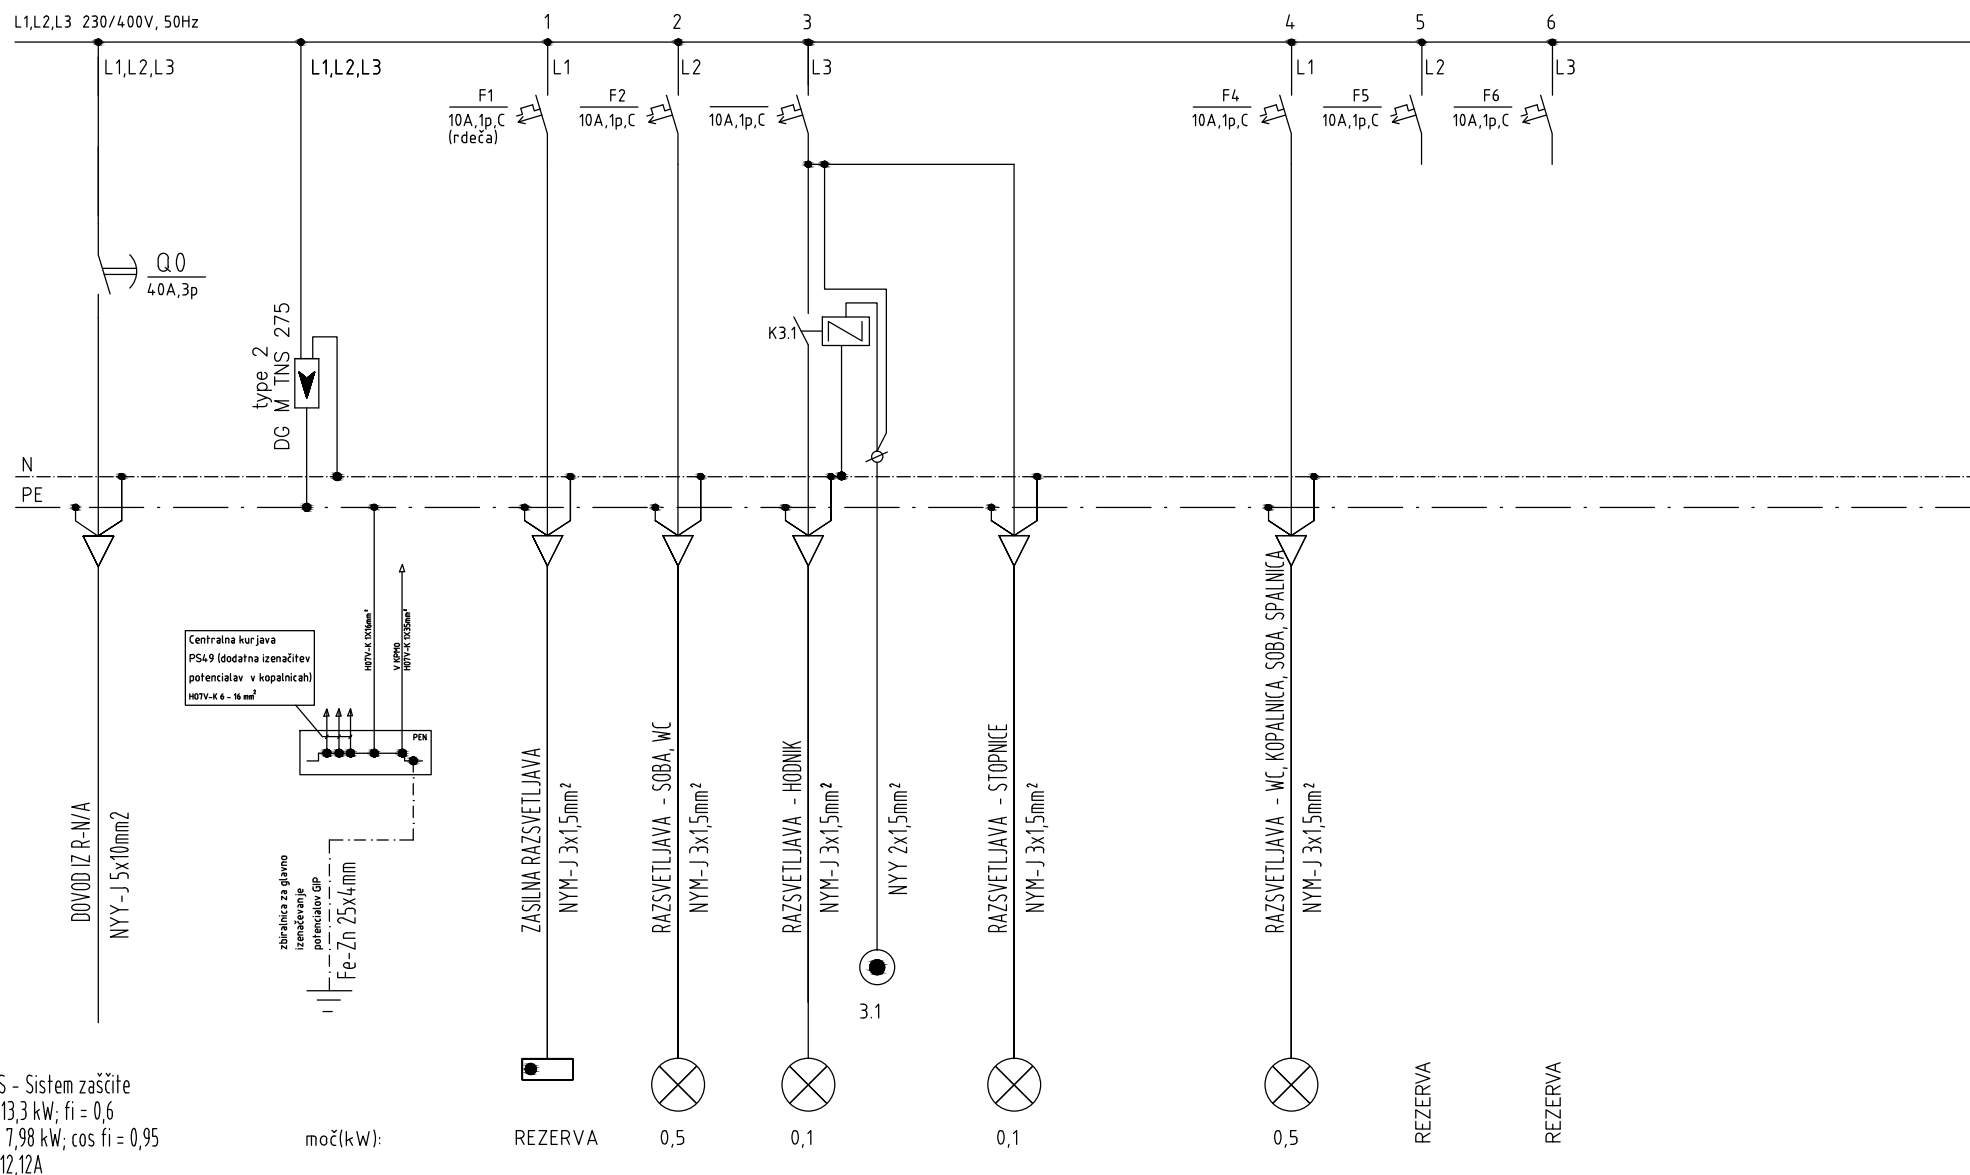 L1,L2,L3 230/400V, 50Hz
1
2
3
4
5
6
L1,L2,L3
L1,L2,L3
L1
L2
L3
L1
L2
L3
F1
10A,1p,C
(rdeča)
F2
10A,1p,C
10A,1p,C
F4
10A,1p,C
F5
10A,1p,C
F6
10A,1p,C
Q0
40A,3p
type 2
DG M TNS 275
K3.1
N
PE
Centralna kurjava
PS49 (dodatna izenačitev
potencialav v kopalnicah)
H07V-K 6 - 16 mm²
H07V-K 1X16mm²
V KPMO
H07V-K 1X35mm²
PEN
zbiralnica za glavno
izenačevanje
potencialov GIP
Fe-Zn 25x4mm
DOVOD IZ R-N/A
NYY-J 5x10mm2
ZASILNA RAZSVETLJAVA
NYM-J 3x1,5mm²
RAZSVETLJAVA - SOBA, WC
NYM-J 3x1,5mm²
RAZSVETLJAVA - HODNIK
NYM-J 3x1,5mm²
NYY 2x1,5mm²
3.1
RAZSVETLJAVA - STOPNICE
NYM-J 3x1,5mm²
RAZSVETLJAVA - WC, KOPALNICA, SOBA, SPALNICA
NYM-J 3x1,5mm²
S - Sistem zaščite
13,3 kW; fi = 0,6
7,98 kW; cos fi = 0,95
12,12A
moč(kW):
REZERVA
0,5
0,1
0,1
0,5
REZERVA
REZERVA